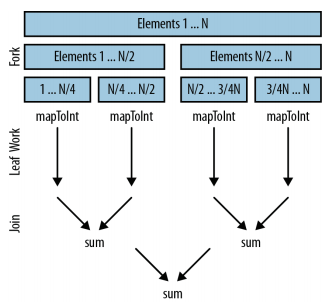 Elements 1 ... N
Fork
Elements 1 ... N/2
Elements N/2 ... N
1 ... N/4
N/4 ... N/2
N/2 ... 3/4N
3/4N ... N
mapToInt
mapToInt
mapToInt
mapToInt
Leaf Work
Join
sum
sum
sum